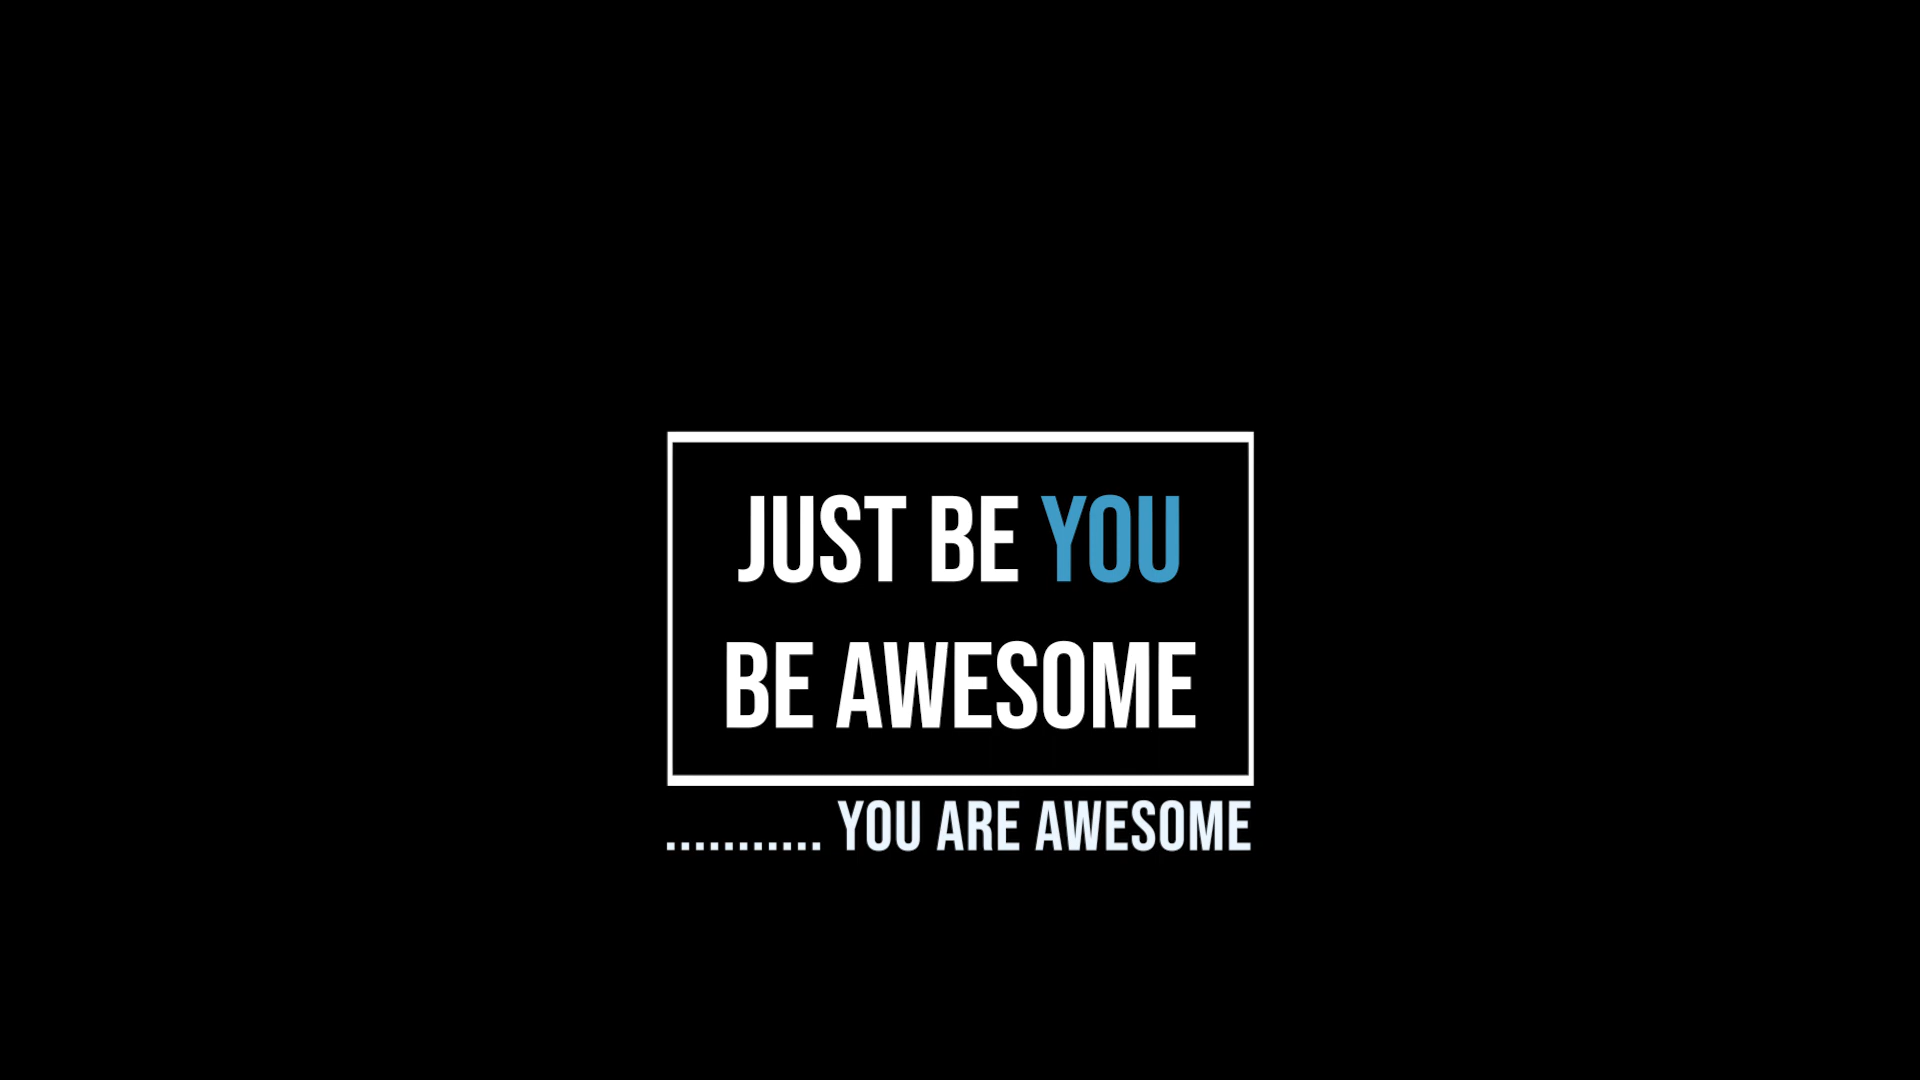 JUST BE YOU
BE AWESOME
........... YOU ARE AWESOME